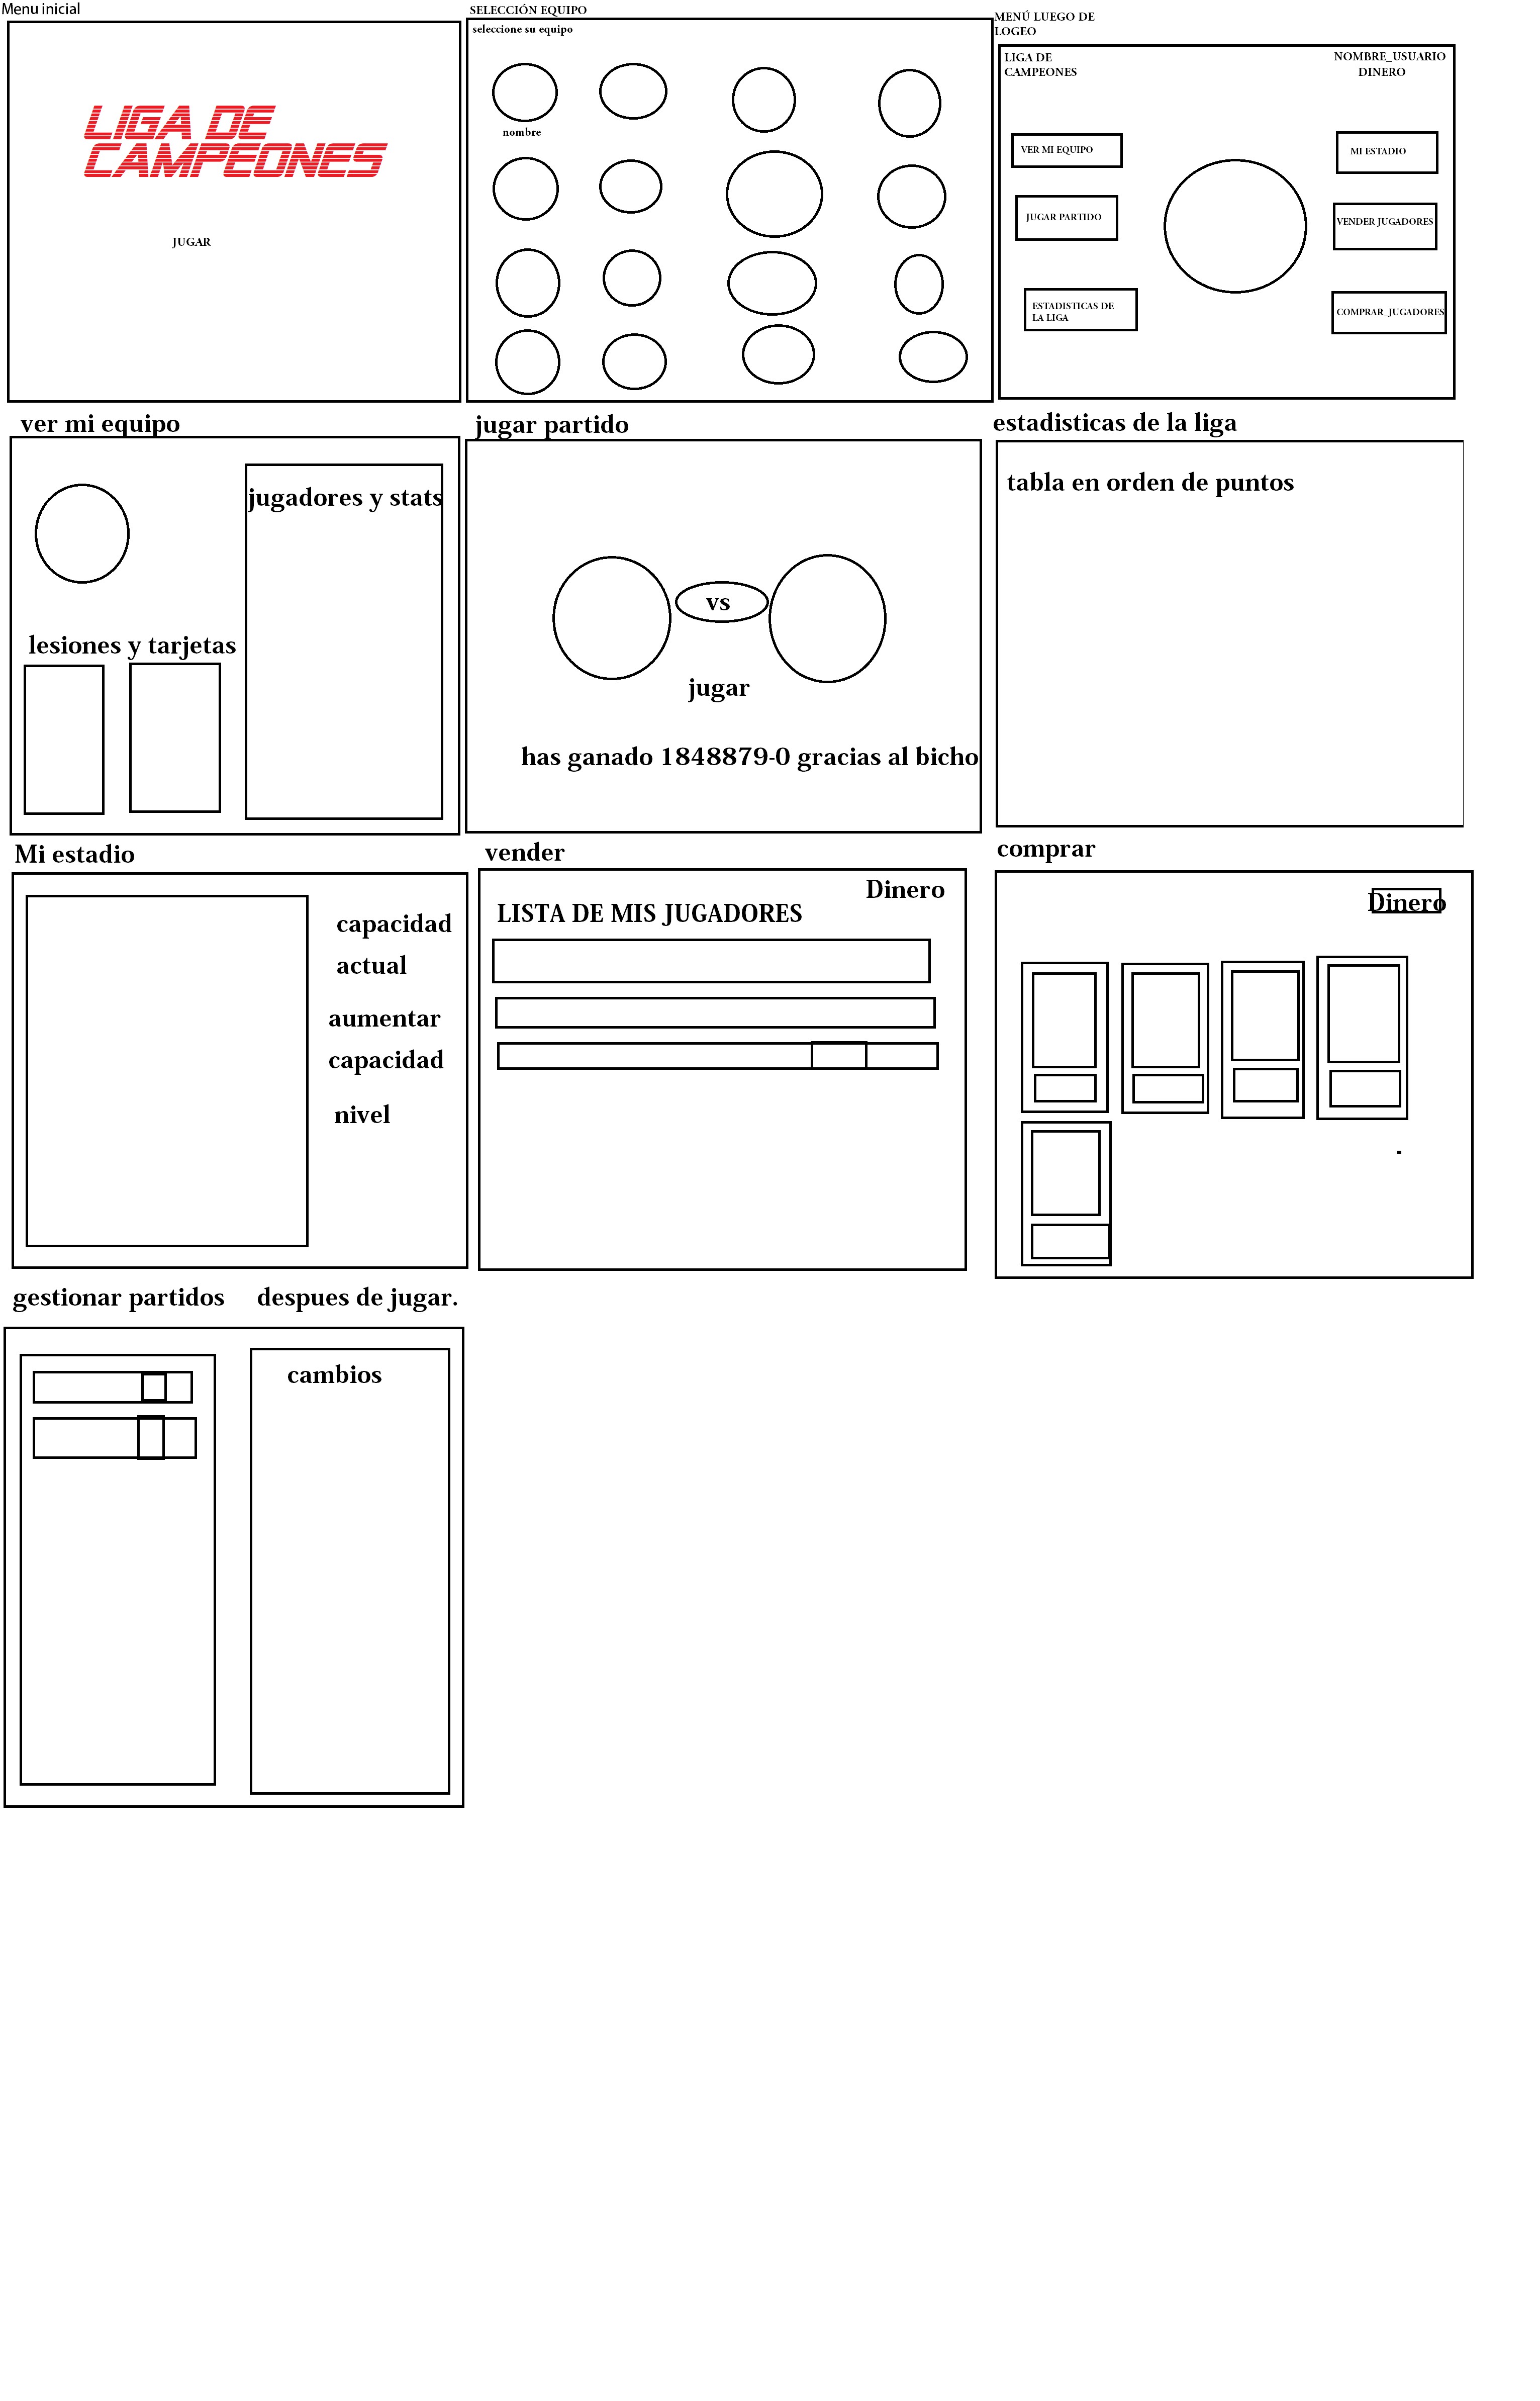 Menu inicial
LIGA DE
CAMPEONES
JUGAR
SELECCIÓN EQUIPO
seleccione su equipo
nombre
MENÚ LUEGO DE
LOGEO
LIGA DE
CAMPEONES
NOMBRE_USUARIO
DINERO
VER MI EQUIPO
MI ESTADIO
JUGAR PARTIDO
VENDER JUGADORES
ESTADISTICAS DE
LA LIGA
COMPRAR_JUGADORES
ver mi equipo
jugadores y stats
lesiones y tarjetas
jugar partido
vs
jugar
has ganado 1848879-0 gracias al bicho
estadisticas de la liga
tabla en orden de puntos
Mi estadio
capacidad
actual
aumentar
capacidad
nivel
vender
Dinero
LISTA DE MIS JUGADORES
comprar
Dinero
gestionar partidos despues de jugar.
cambios